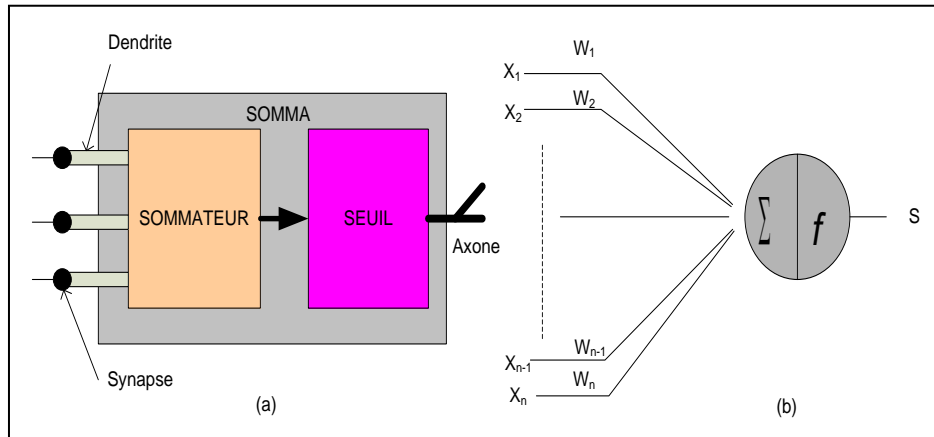 Dendrite
SOMMA
SOMMATEUR
SEUIL
Axone
Synapse
(a)
W1
X1
W2
X2
Σ f
S
Wn-1
Xn-1
Wn
Xn
(b)